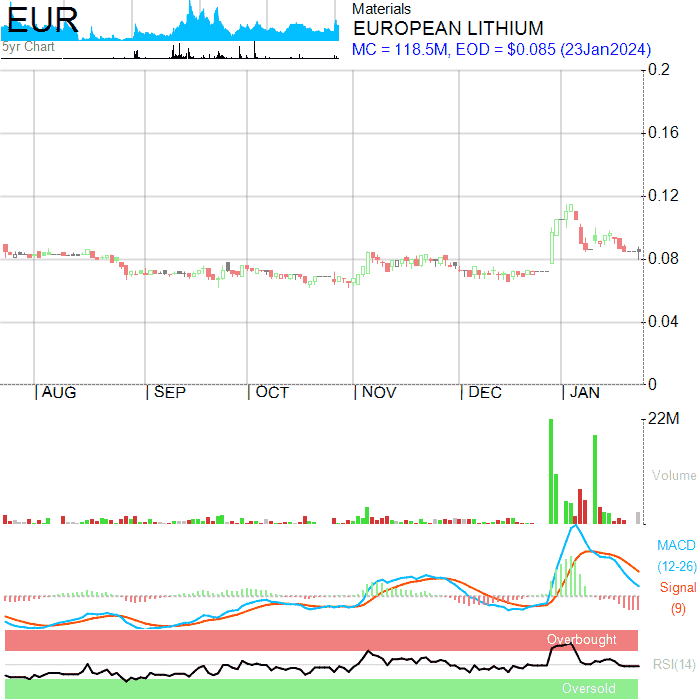 EUR
5yr Chart
Materials
EUROPEAN LITHIUM
MC = 118.5M, EOD = $0.085 (23Jan2024)
0.2
0.16
0.12
0.08
0.04
0
|AUG |SEP |OCT |NOV |DEC |JAN
22M
Volume
MACD
(12-26)
Signal
(9)
Overbought
RSI(14)
Oversold